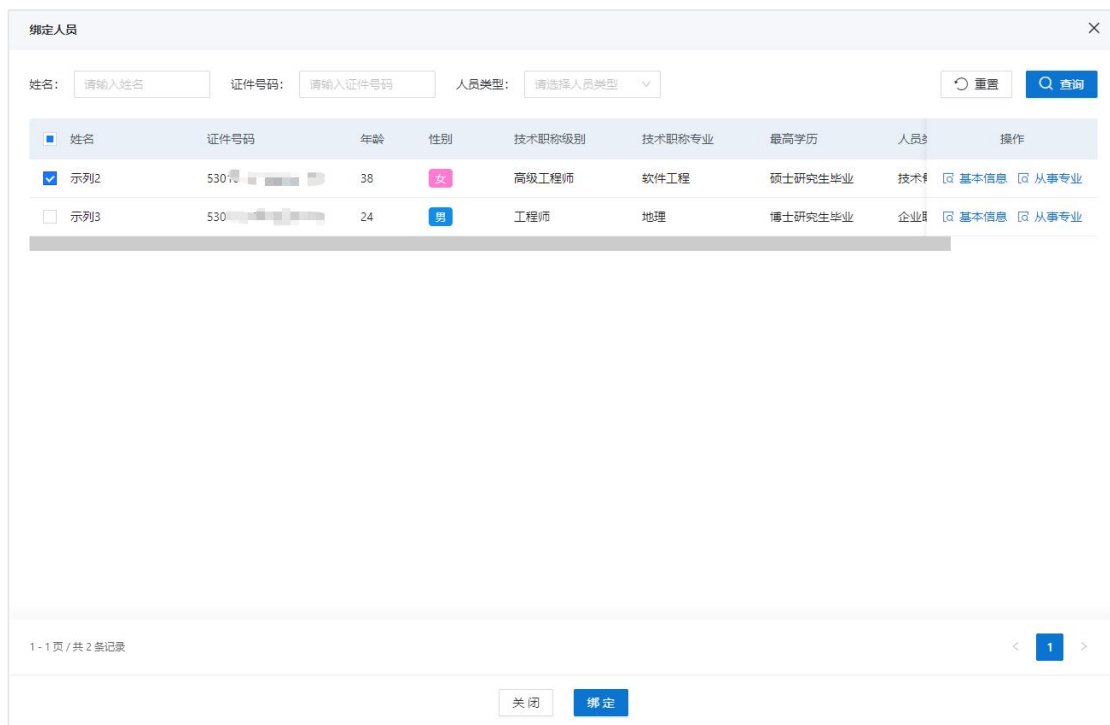 绑定人员
姓名: 请输入姓名 证件号码: 请输入证件号码 人员类型: 请选择人员类型 重置 查询
姓名 证件号码 年龄 性别 技术职称级别 技术职称专业 最高学历 人员 操作
示列2 530 38 女 高级工程师 软件工程 硕士研究生毕业 技术 基本信息 从事专业
示列3 530 24 男 工程师 地理 博士研究生毕业 企业 基本信息 从事专业
1-1页/共2条记录 < 1 >
关闭 绑定